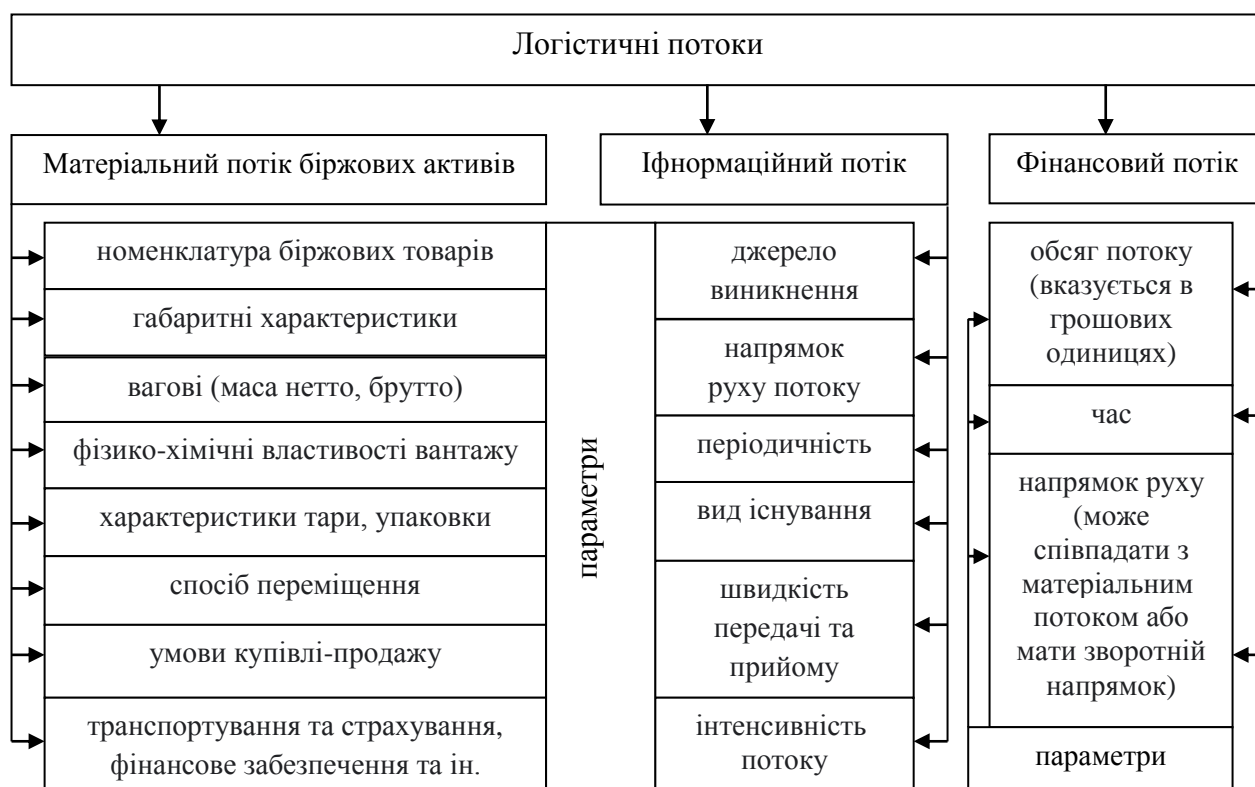 Логістичні потоки
Матеріальний потік біржових активів
номенклатура біржових товарів
габаритні характеристики
вагові (маса нетто, брутто)
фізико-хімічні властивості вантажу
характеристики тари, упаковки
спосіб переміщення
умови купівлі-продажу
транспортування та страхування,
фінансове забезпечення та ін.
параметри
Іфнормаційний потік
джерело
виникнення
напрямок
руху потоку
періодичність
вид існування
швидкість
передачі та
прийому
інтенсивність
потоку
Фінансовий потік
обсяг потоку
(вказується в
грошових
одиницях)
час
напрямок руху
(може
співпадати з
матеріальним
потоком або
мати зворотній
напрямок)
параметри